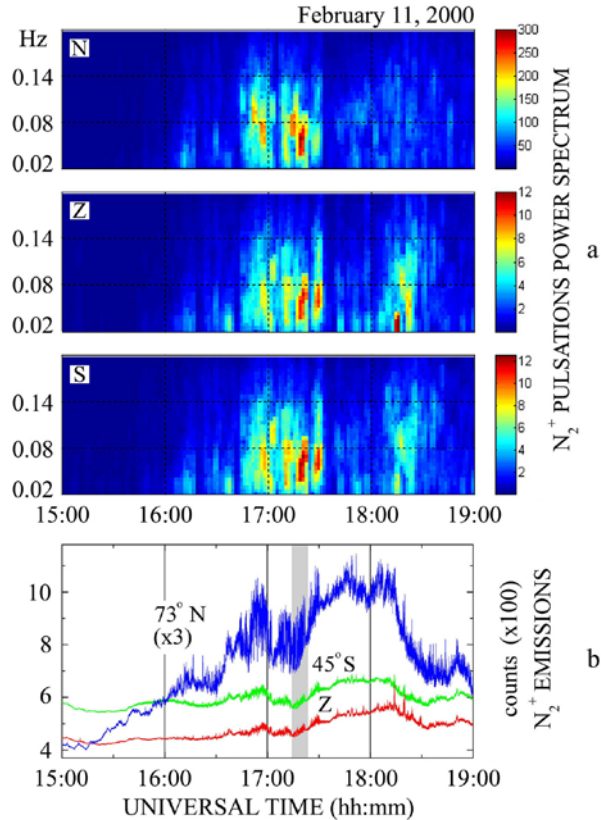 February 11, 2000
Hz
N
0.14
0.08
0.02
300
250
200
150
100
50
Z
0.14
0.08
0.02
12
10
8
6
4
2
S
0.14
0.08
0.02
12
10
8
6
4
2
N₂⁺ PULSATIONS POWER SPECTRUM
a
15:00 16:00 17:00 18:00 19:00
10
8
6
4
73° N
(x3)
45° S
Z
counts (x100)
N₂⁺ EMISSIONS
b
15:00 16:00 17:00 18:00 19:00
UNIVERSAL TIME (hh:mm)